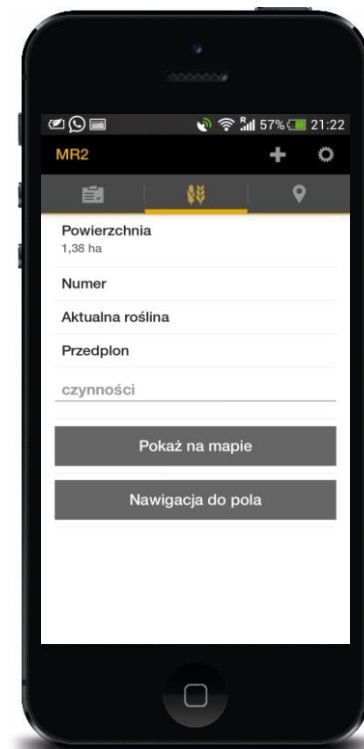 R 57% 21:22
MR2
Powierzchnia
1,38 ha
Numer
Aktualna roślina
Przedplon
czynności
Pokaż na mapie
Nawigacja do pola